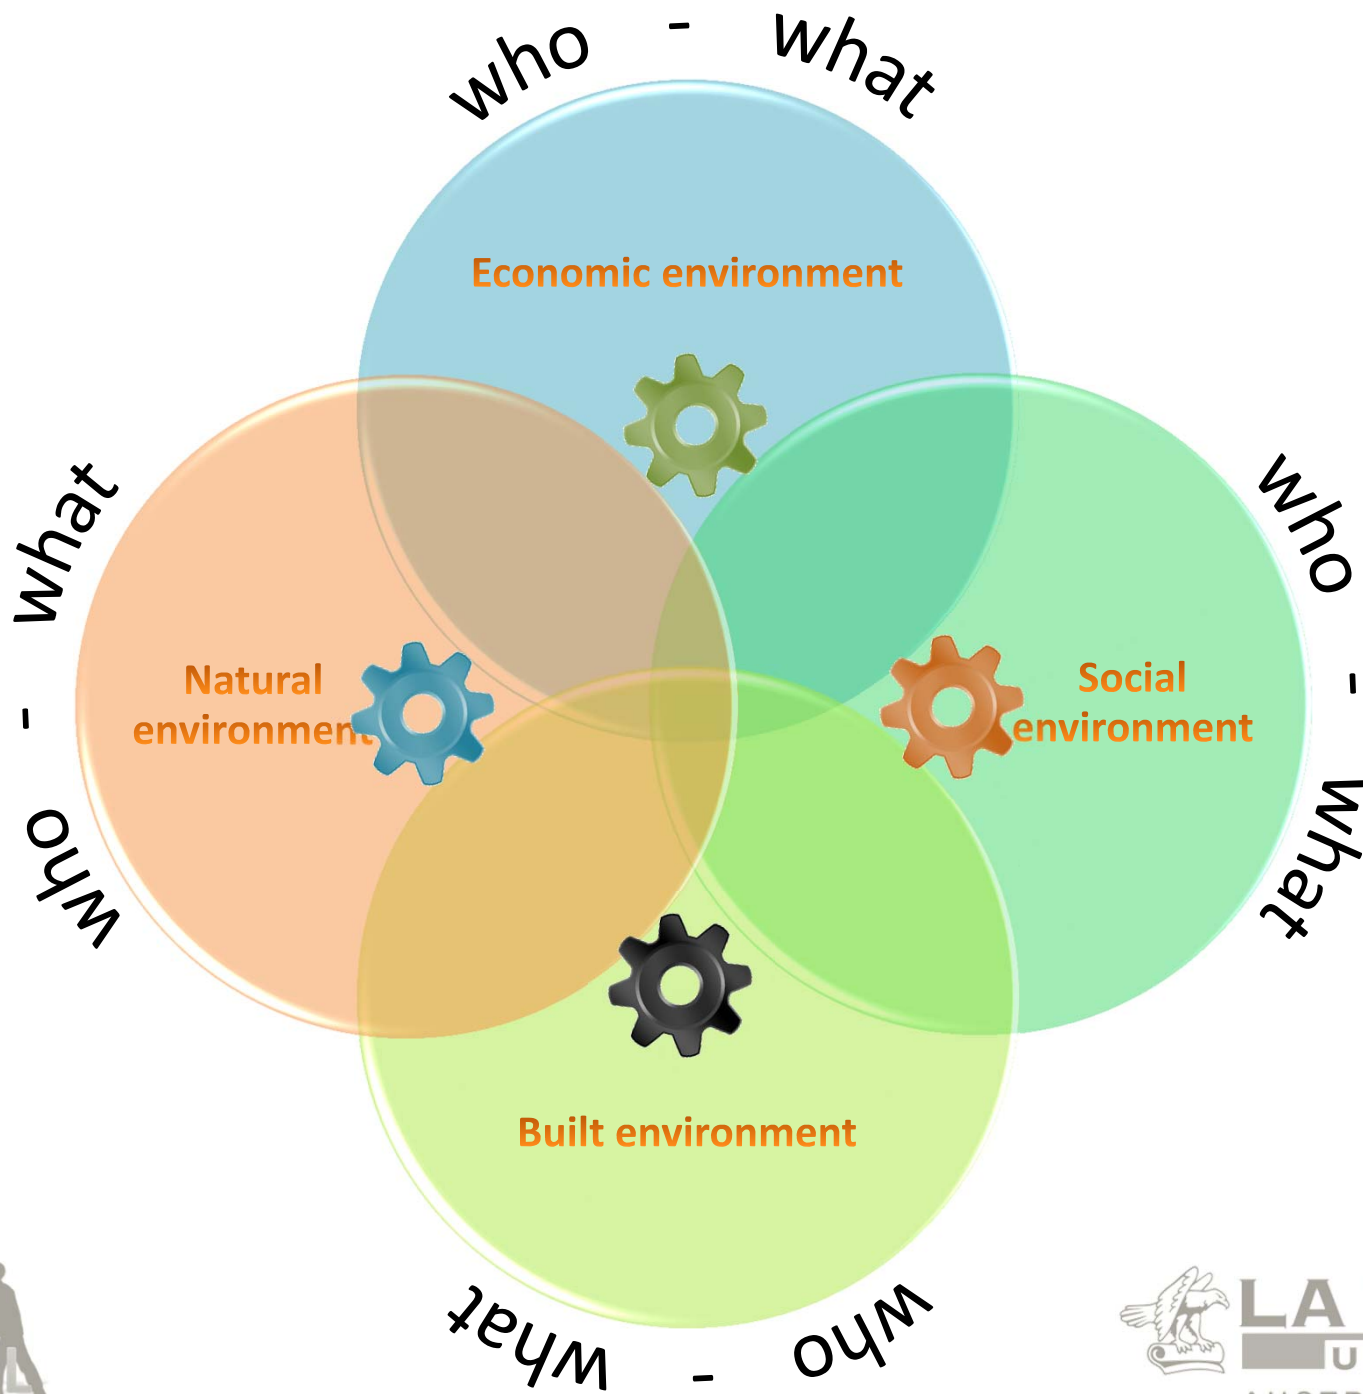 who - what
Economic environment
who - what
Natural
environment
Social
environment
who - what
Built environment
who - what
LA
U